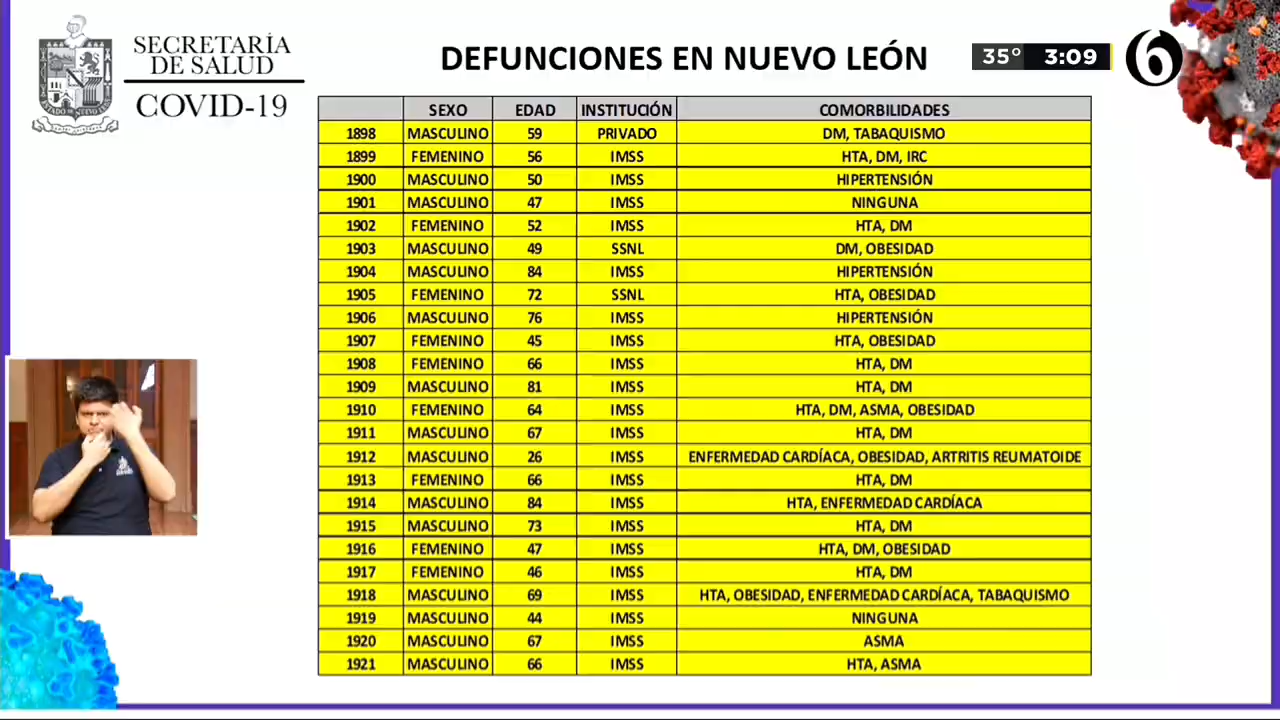 SECRETARÍA
DE SALUD
COVID-19
DEFUNCIONES EN NUEVO LEÓN
35° 3:09
6
SEXO EDAD INSTITUCIÓN COMORBILIDADES
1898 MASCULINO 59 PRIVADO DM, TABAQUISMO
1899 FEMENINO 56 IMSS HTA, DM, IRC
1900 MASCULINO 50 IMSS HIPERTENSIÓN
1901 MASCULINO 47 IMSS NINGUNA
1902 FEMENINO 52 IMSS HTA, DM
1903 MASCULINO 49 SSNL DM, OBESIDAD
1904 MASCULINO 84 IMSS HIPERTENSIÓN
1905 FEMENINO 72 SSNL HTA, OBESIDAD
1906 MASCULINO 76 IMSS HIPERTENSIÓN
1907 FEMENINO 45 IMSS HTA, OBESIDAD
1908 FEMENINO 66 IMSS HTA, DM
1909 MASCULINO 81 IMSS HTA, DM
1910 FEMENINO 64 IMSS HTA, DM, ASMA, OBESIDAD
1911 MASCULINO 67 IMSS HTA, DM
1912 MASCULINO 26 IMSS ENFERMEDAD CARDÍACA, OBESIDAD, ARTRITIS REUMATOIDE
1913 FEMENINO 66 IMSS HTA, DM
1914 MASCULINO 84 IMSS HTA, ENFERMEDAD CARDÍACA
1915 MASCULINO 73 IMSS HTA, DM
1916 FEMENINO 47 IMSS HTA, DM, OBESIDAD
1917 FEMENINO 46 IMSS HTA, DM
1918 MASCULINO 69 IMSS HTA, OBESIDAD, ENFERMEDAD CARDÍACA, TABAQUISMO
1919 MASCULINO 44 IMSS NINGUNA
1920 MASCULINO 67 IMSS ASMA
1921 MASCULINO 66 IMSS HTA, ASMA